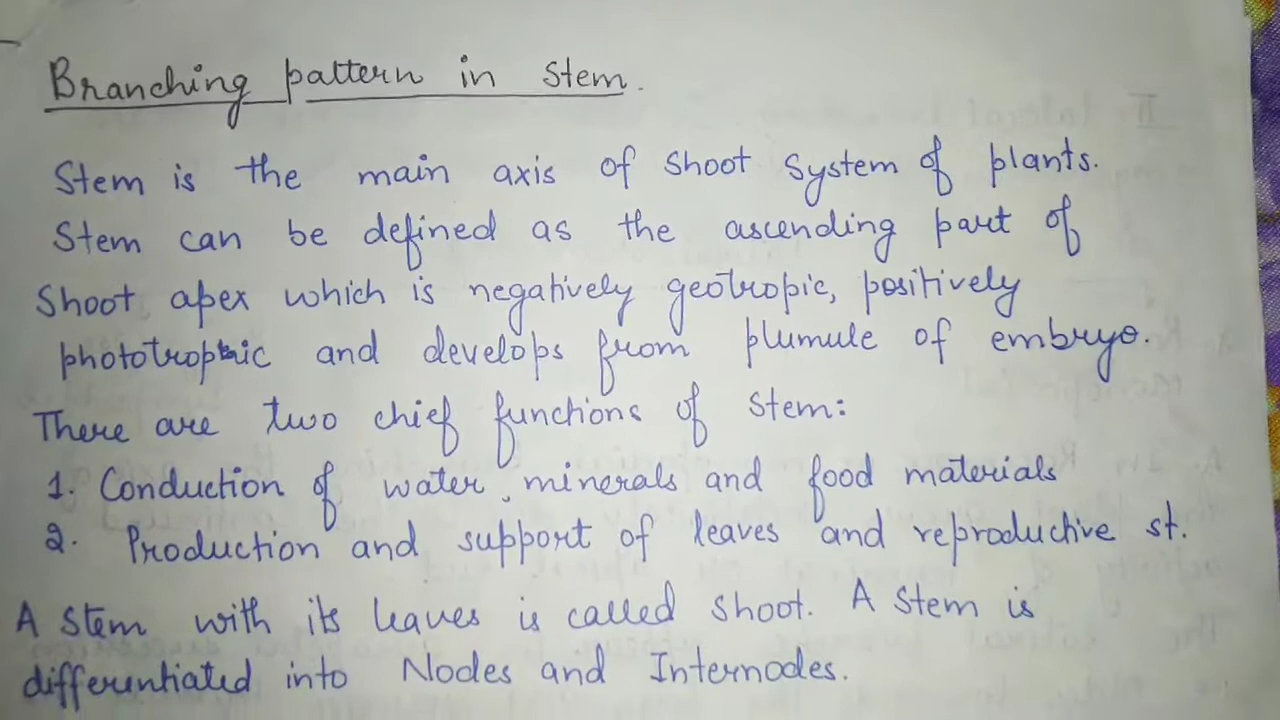 Branching pattern in stem.
Stem is the main axis of shoot system of plants.
Stem can be defined as the ascending part of
Shoot apex which is negatively geotropic, positively
phototrophic and develops from plumule of embryo.
There are two chief functions of stem:
1. Conduction of water, minerals and food materials
2. Production and support of leaves and reproductive st.
A stem with its leaves is called shoot. A stem is
differentiated into Nodes and Internodes.